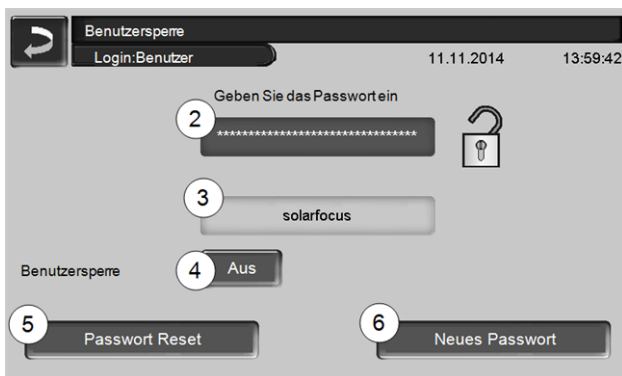 Benutzersperre
Login:Benutzer 11.11.2014 13:59:42
Geben Sie das Passwort ein
2
********************************
3
solarfocus
Benutzersperre 4 Aus
5 6
Passwort Reset Neues Passwort